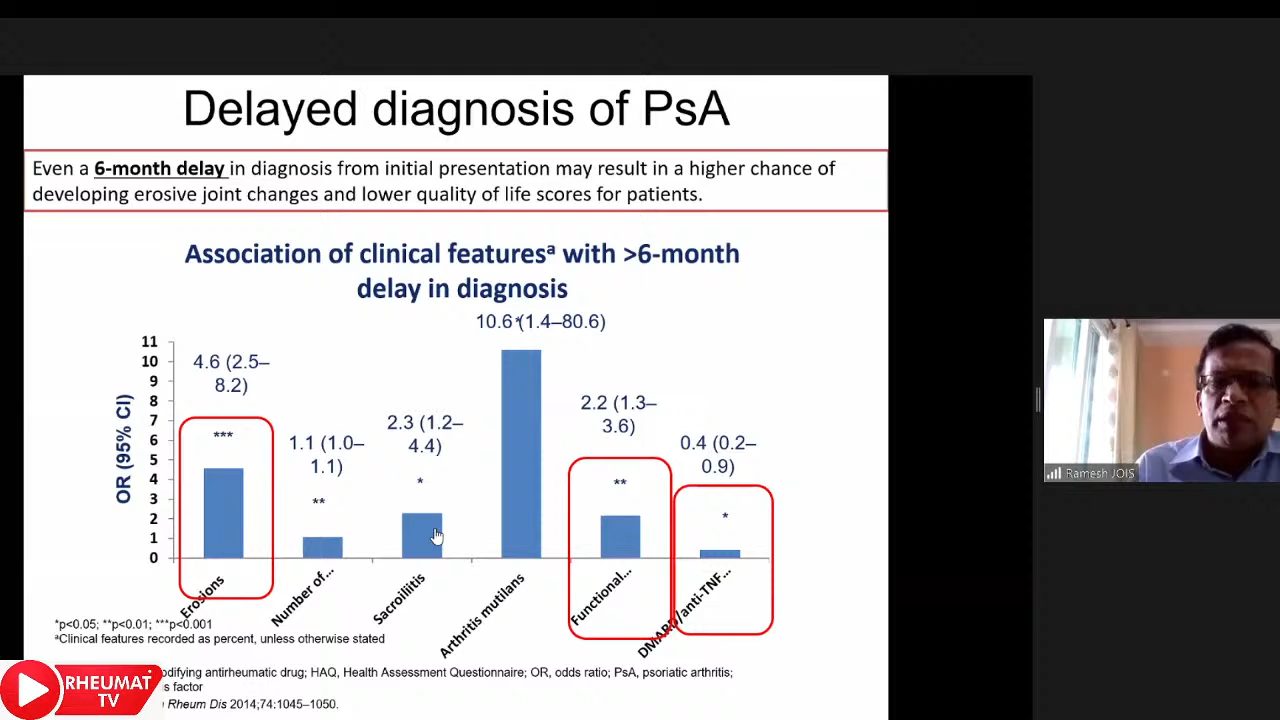 Delayed diagnosis of PsA
Even a 6-month delay in diagnosis from initial presentation may result in a higher chance of
developing erosive joint changes and lower quality of life scores for patients.
Association of clinical featuresᵃ with >6-month
delay in diagnosis
10.6*(1.4–80.6)
4.6 (2.5–
8.2)
1.1 (1.0–
1.1)
2.3 (1.2–
4.4)
2.2 (1.3–
3.6)
0.4 (0.2–
0.9)
***
**
*
**
*
OR (95% CI)
11
10
9
8
7
6
5
4
3
2
1
0
Erosions
Number of...
Sacroiliitis
Arthritis mutilans
Functional...
DMARD/anti-TNF...
*p<0.05; **p<0.01; ***p<0.001
ᵃClinical features recorded as percent, unless otherwise stated
odifying antirheumatic drug; HAQ, Health Assessment Questionnaire; OR, odds ratio; PsA, psoriatic arthritis;
s factor
Rheum Dis 2014;74:1045–1050.
RHEUMAT
TV
Ramesh JOIS